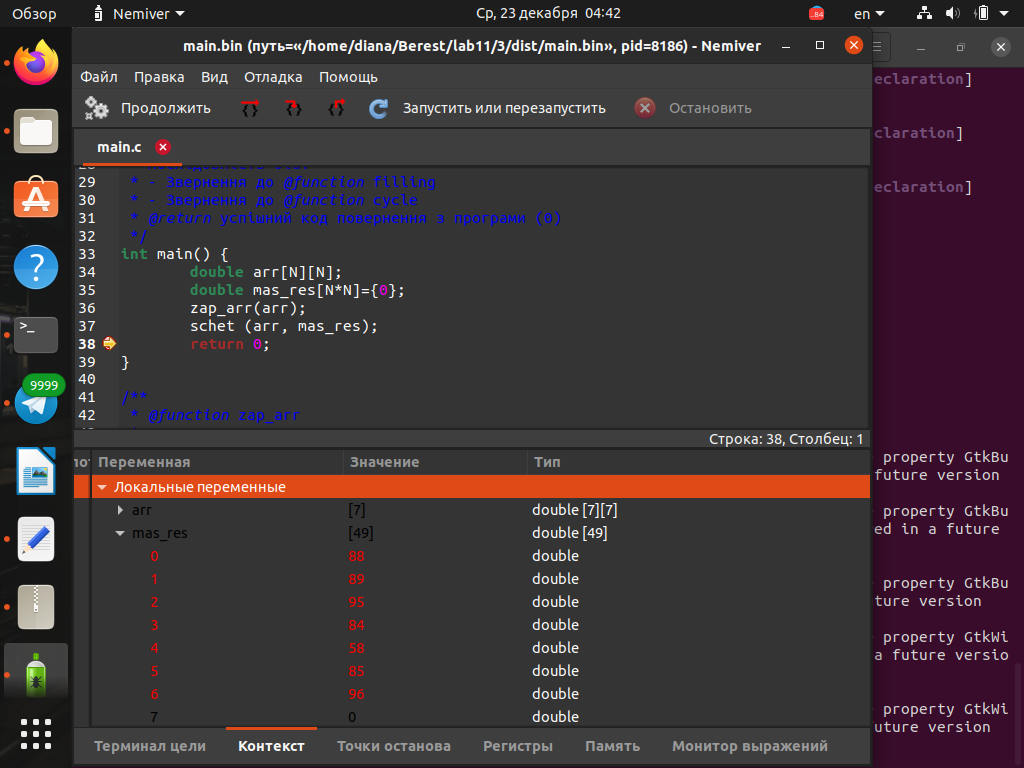 Обзор
Nemiver
Ср, 23 декабря 04:42
..84
en
main.bin (путь=«/home/diana/Berest/lab11/3/dist/main.bin», pid=8186) - Nemiver
Файл Правка Вид Отладка Помощь
Продолжить
Запустить или перезапустить
Остановить
main.c
29 * - Звернення до @function filling
30 * - Звернення до @function cycle
31 * @return успішний код повернення з програми (0)
32 */
33 int main() {
34 double arr[N][N];
35 double mas_res[N*N]={0};
36 zap_arr(arr);
37 schet (arr, mas_res);
38 return 0;
39 }
40
41 /**
42 * @function zap_arr
Строка: 38, Столбец: 1
Переменная Значение Тип
Локальные переменные
arr [7] double [7][7]
mas_res [49] double [49]
0 88 double
1 89 double
2 95 double
3 84 double
4 58 double
5 85 double
6 96 double
7 0 double
Терминал цели Контекст Точки останова Регистры Память Монитор выражений
9999
>_
eclaration]
claration]
eclaration]
property GtkBu
future version
property GtkBu
ed in a future
property GtkBu
ture version
property GtkWi
a future versio
property GtkWi
uture version